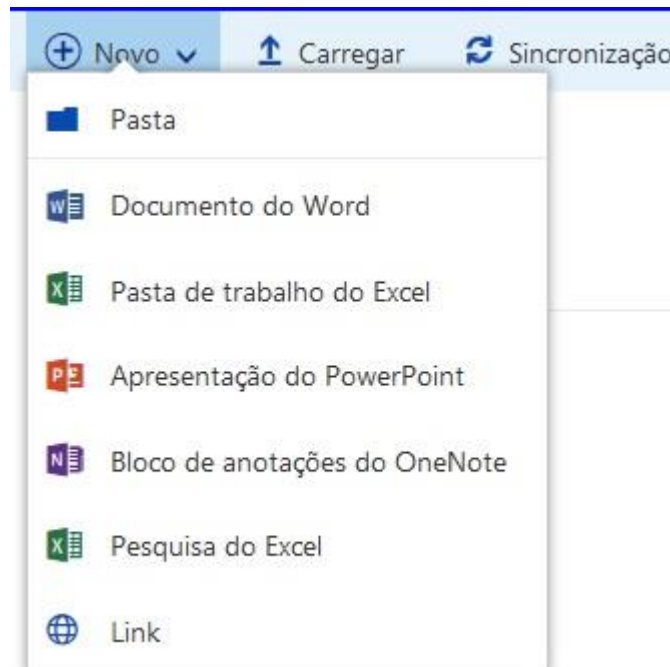 Novo Carregar Sincronização
Pasta
Documento do Word
Pasta de trabalho do Excel
Apresentação do PowerPoint
Bloco de anotações do OneNote
Pesquisa do Excel
Link